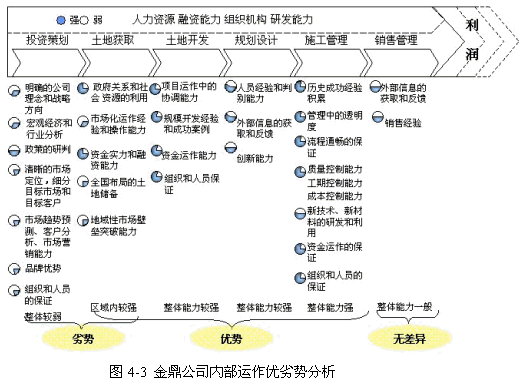 强 弱 人力资源 融资能力 组织机构 研发能力
利
润
投资策划 土地获取 土地开发 规划设计 施工管理 销售管理
明确的公司
理念和战略
方向
宏观经济和
行业分析
政策的研判
清晰的市场
定位，细分
目标市场和
目标客户
市场趋势预
测、客户分
析、市场营
销能力
品牌优势
组织和人员
的保证
政府关系和社
会资源的利用
市场化运作经
验和操作能力
资金实力和融
资能力
全国布局的土
地储备
地域性市场壁
垒突破能力
项目运作中的
协调能力
规模开发经验
和成功案例
资金运作能力
组织和人员保
证
人员经验和判
别能力
外部信息的获
取和反馈
创新能力
历史成功经验
积累
管理中的透明
度
流程通畅的保
证
质量控制能力
工期控制能力
成本控制能力
新技术、新材
料的研发和利
用
资金运作的保
证
组织和人员的
保证
外部信息的
获取和反馈
销售经验
整体较弱 区域内较强 整体能力较强 整体能力较强 整体能力强 整体能力一般
劣势 优势 无差异
图 4-3 金鼎公司内部运作优劣势分析